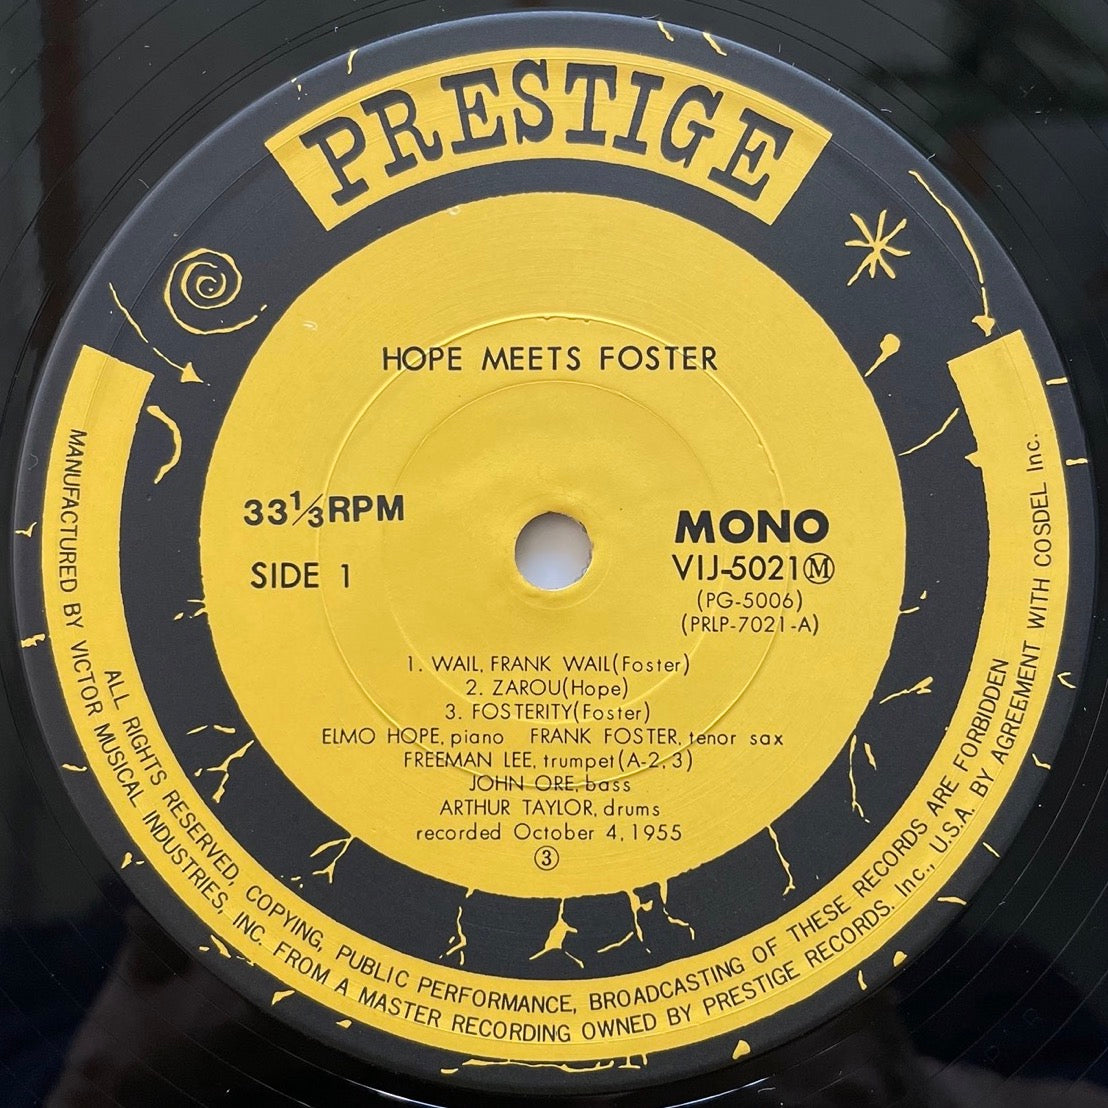 PRESTIGE
HOPE MEETS FOSTER
33⅓RPM
SIDE 1
MONO
VIJ-5021Ⓜ
(PG-5006)
(PRLP-7021-A)
1. WAIL, FRANK WAIL(Foster)
2. ZAROU(Hope)
3. FOSTERITY(Foster)
ELMO HOPE, piano FRANK FOSTER, tenor sax
FREEMAN LEE, trumpet(A-2, 3)
JOHN ORE, bass
ARTHUR TAYLOR, drums
recorded October 4, 1955
③
ALL RIGHTS RESERVED, COPYING, PUBLIC PERFORMANCE, BROADCASTING OF THESE RECORDS ARE FORBIDDEN
MANUFACTURED BY VICTOR MUSICAL INDUSTRIES, INC. FROM A MASTER RECORDING OWNED BY PRESTIGE RECORDS. Inc., U.S.A. BY AGREEMENT WITH COSDEL Inc.